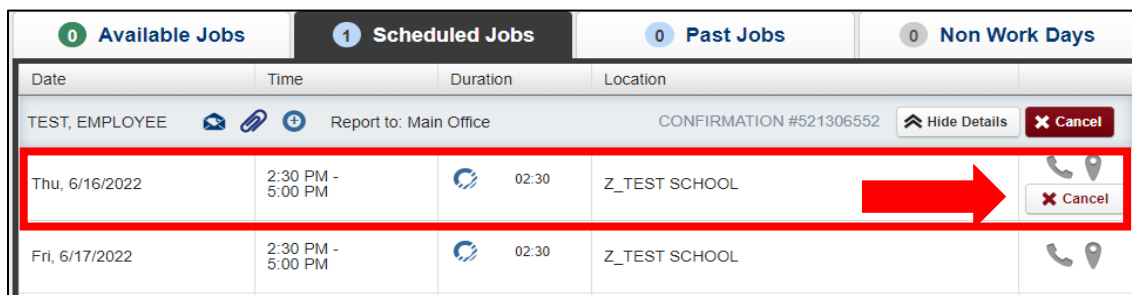 0 Available Jobs 1 Scheduled Jobs 0 Past Jobs 0 Non Work Days
Date Time Duration Location
TEST, EMPLOYEE Report to: Main Office CONFIRMATION #521306552 Hide Details Cancel
Thu, 6/16/2022 2:30 PM - 02:30 Z_TEST SCHOOL
5:00 PM
Cancel
Fri, 6/17/2022 2:30 PM - 02:30 Z_TEST SCHOOL
5:00 PM